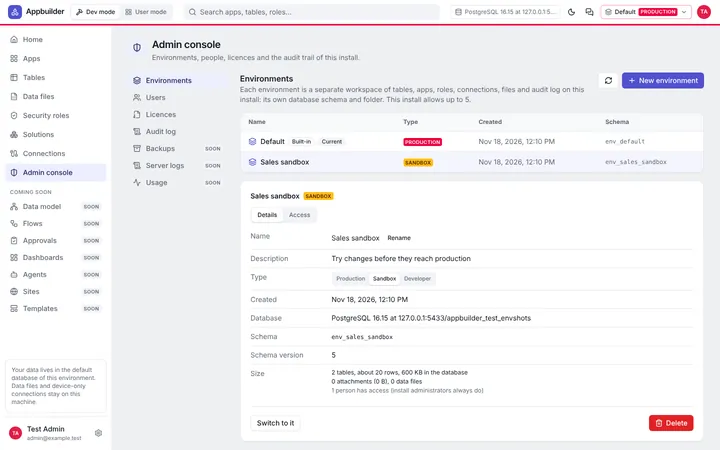 Appbuilder
Dev mode
User mode
Search apps, tables, roles...
PostgreSQL 16.15 at 127.0.0.1:5...
Default PRODUCTION
TA
Home
Apps
Tables
Data files
Security roles
Solutions
Connections
Admin console
COMING SOON
Data model SOON
Flows SOON
Approvals SOON
Dashboards SOON
Agents SOON
Sites SOON
Templates SOON
Your data lives in the default
database of this environment.
Data files and device-only
connections stay on this
machine.
TA
Test Admin
admin@example.test
Admin console
Environments, people, licences and the audit trail of this install.
Environments
Users
Licences
Audit log
Backups SOON
Server logs SOON
Usage SOON
Environments
Each environment is a separate workspace of tables, apps, roles, connections, files and audit log on this
install: its own database schema and folder. This install allows up to 5.
New environment
Name Type Created Schema
Default Built-in Current PRODUCTION Nov 18, 2026, 12:10 PM env_default
Sales sandbox SANDBOX Nov 18, 2026, 12:10 PM env_sales_sandbox
Sales sandbox SANDBOX
Details Access
Name Sales sandbox Rename
Description Try changes before they reach production
Type Production Sandbox Developer
Created Nov 18, 2026, 12:10 PM
Database PostgreSQL 16.15 at 127.0.0.1:5433/appbuilder_test_envshots
Schema env_sales_sandbox
Schema version 5
Size 2 tables, about 20 rows, 600 KB in the database
0 attachments (0 B), 0 data files
1 person has access (install administrators always do)
Switch to it
Delete